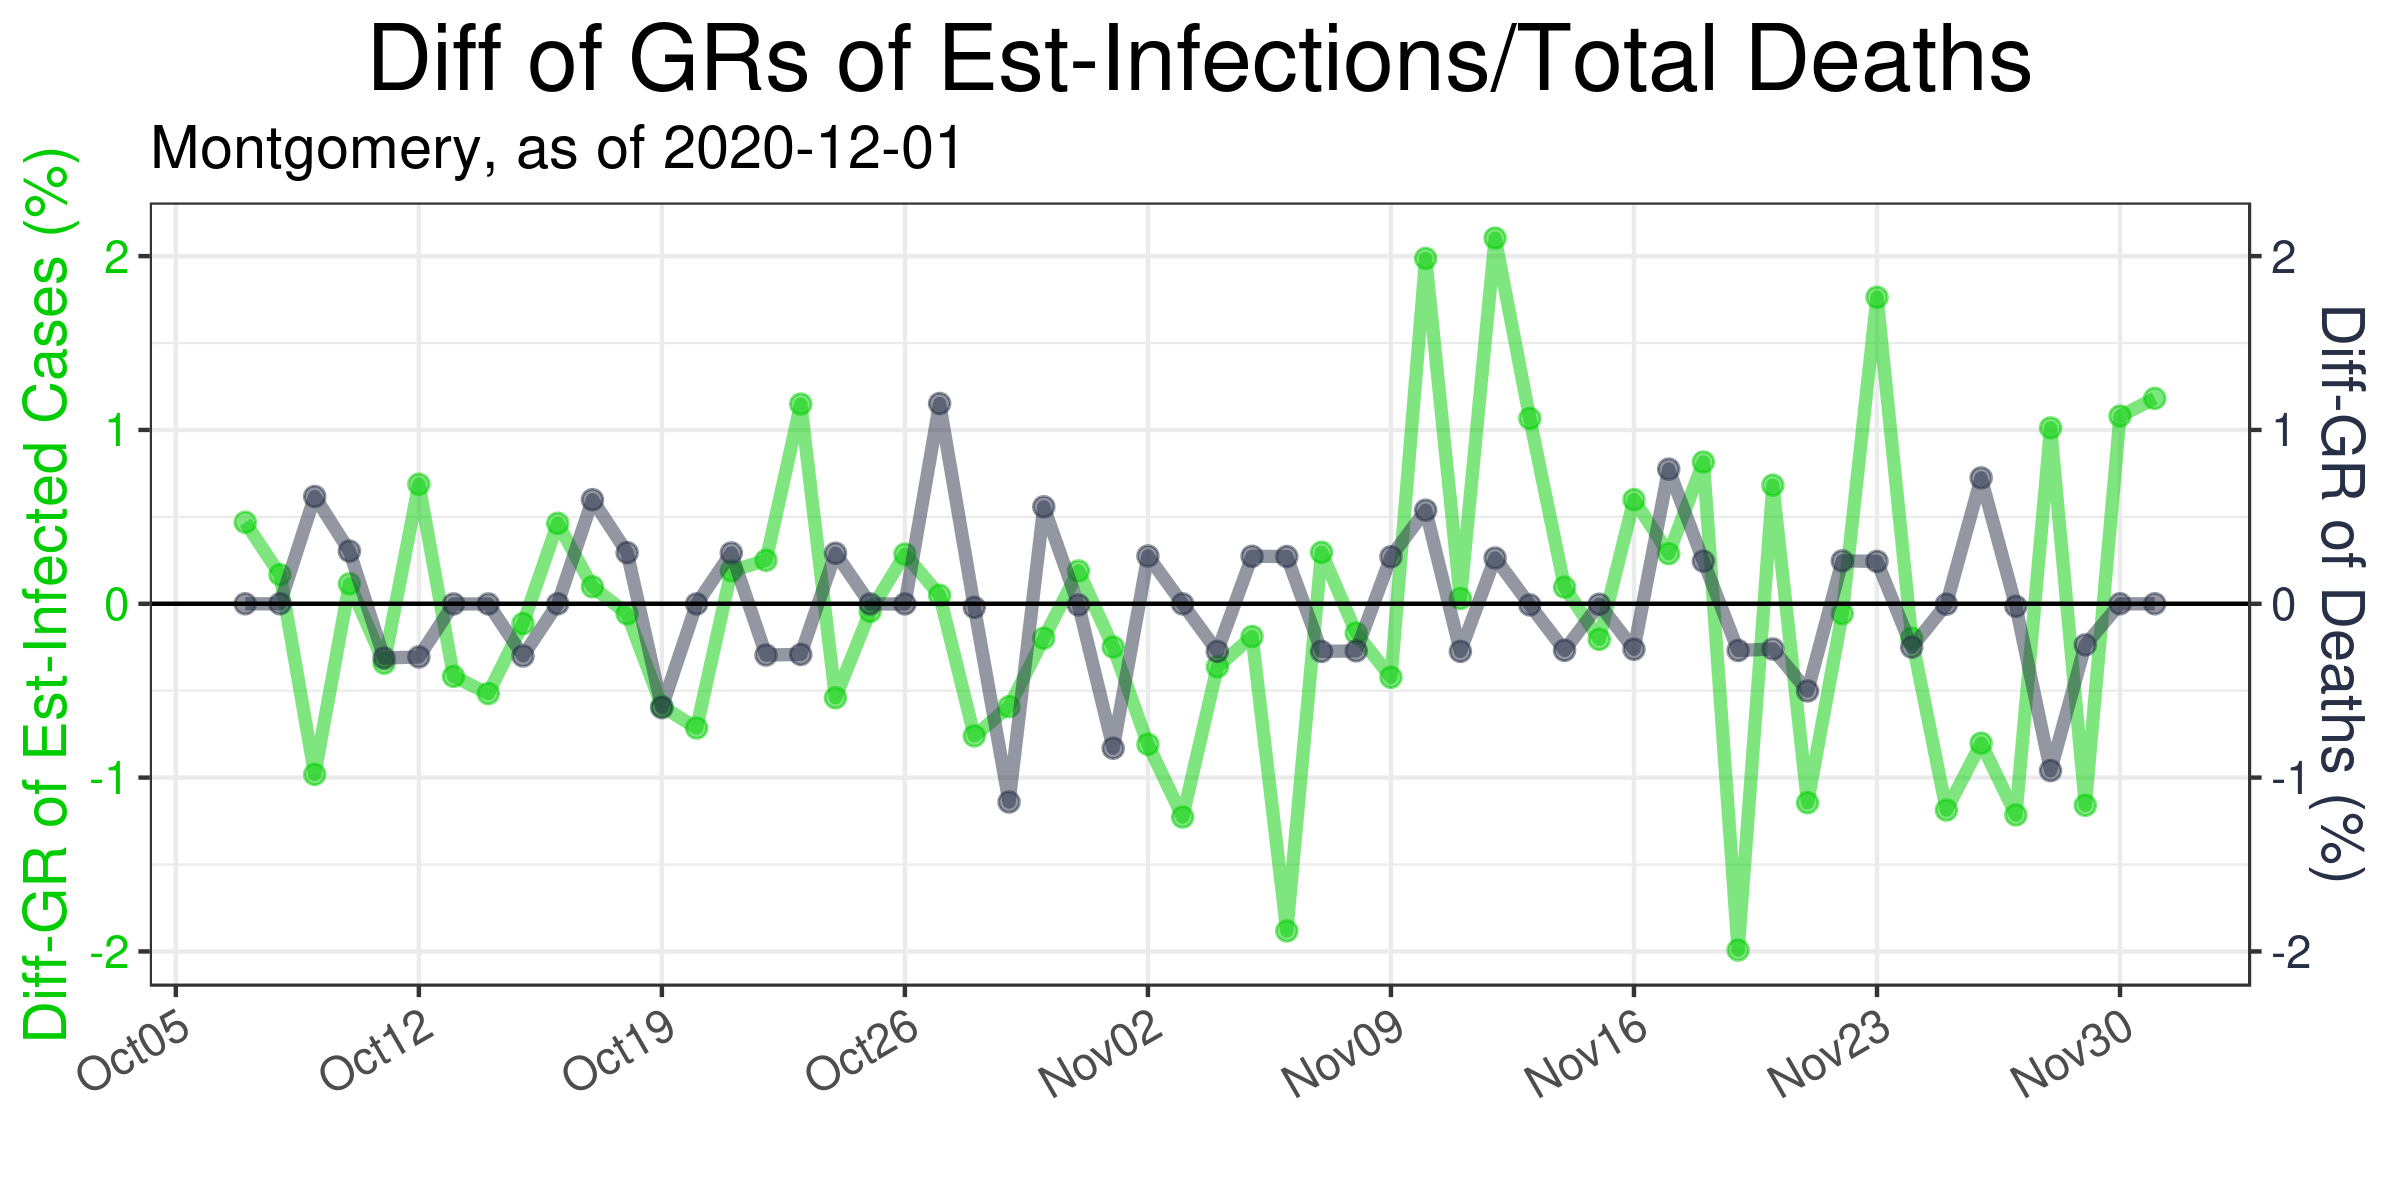 Diff of GRs of Est-Infections/Total Deaths
Montgomery, as of 2020-12-01
Diff-GR of Est-Infected Cases (%)
2
1
0
-1
-2
2
1
0
-1
-2
Diff-GR of Deaths (%)
Oct05
Oct12
Oct19
Oct26
Nov02
Nov09
Nov16
Nov23
Nov30